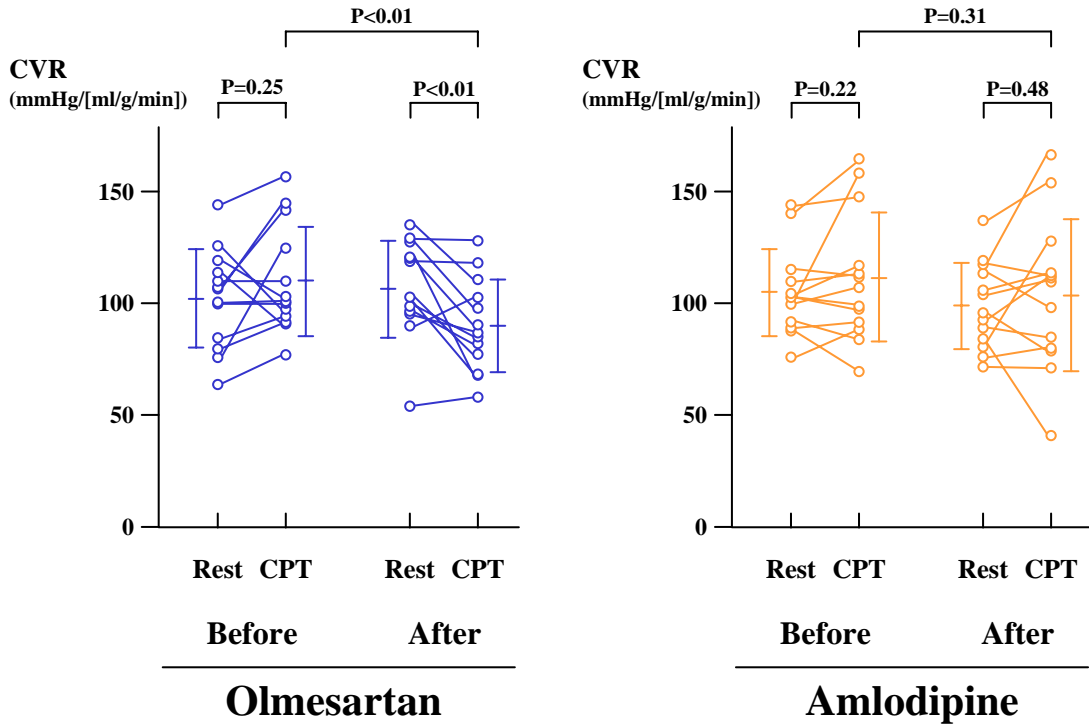 P<0.01
CVR
(mmHg/[ml/g/min])
P=0.25
P<0.01
150
100
50
0
Rest CPT
Rest CPT
Before
After
Olmesartan
P=0.31
CVR
(mmHg/[ml/g/min])
P=0.22
P=0.48
150
100
50
0
Rest CPT
Rest CPT
Before
After
Amlodipine